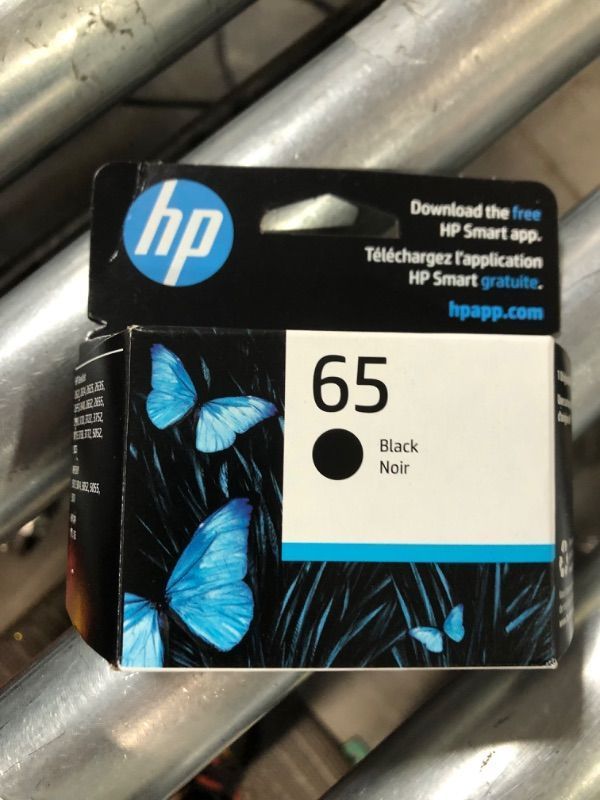 hp
Download the free
HP Smart app.
Téléchargez l'application
HP Smart gratuite.
hpapp.com
65
Black
Noir